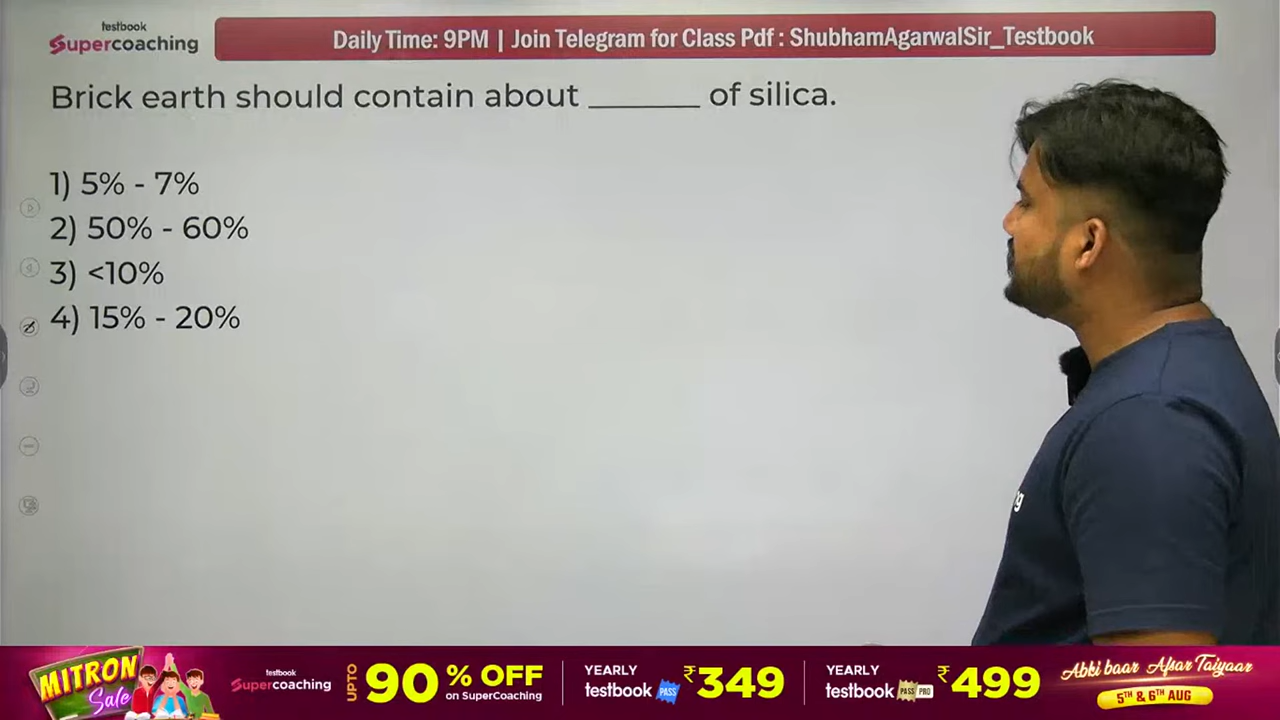 testbook
Supercoaching
Daily Time: 9PM | Join Telegram for Class Pdf : ShubhamAgarwalSir_Testbook
Brick earth should contain about _______ of silica.
1) 5% - 7%
2) 50% - 60%
3) <10%
4) 15% - 20%
g
MITRON
Sale
testbook
Supercoaching
UPTO 90% OFF
on SuperCoaching
YEARLY
testbook PASS
₹349
YEARLY
testbook PASS PRO
₹499
Abki baar Afsar Taiyaar
5TH & 6TH AUG